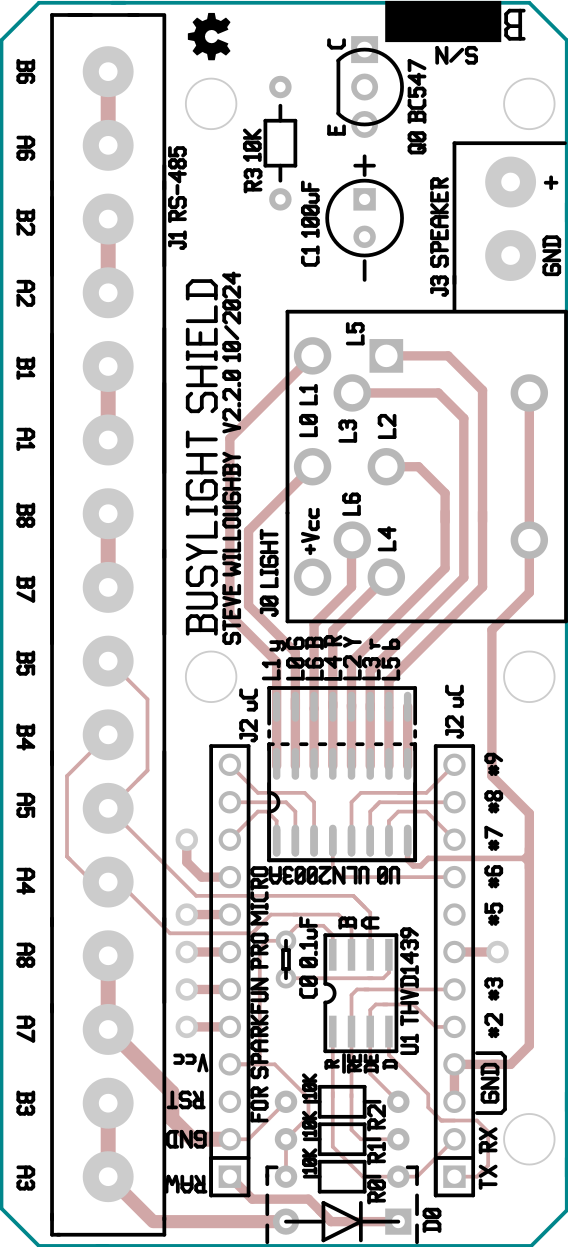 B
S/N
B6
A6
B2
A2
B1
A1
B8
B7
B5
B4
A5
A4
A8
A7
B3
A3
J1 RS-485
R3 10K
C
E
Q0 BC547
+
C1 100uF
-
J3 SPEAKER
+
GND
BUSYLIGHT SHIELD
STEVE WILLOUGHBY V2.2.0 10/2024
J0 LIGHT
L5
L0 L1
L3
L2
L6
+Vcc
L4
L1 y
L0 G
L6 B
L4 R
L2 Y
L3 r
L5 b
J2 uC
J2 uC
U0 ULN2003A
#9
#8
#7
#6
#5
#3
#2
GND
TX RX
FOR SPARKFUN PRO MICRO
C0 0.1uF
B
A
U1 THVD1439
R
RE
DE
D
Vcc
RST
GND
RAW
10K
R2
10K
R1
10K
R0
D0